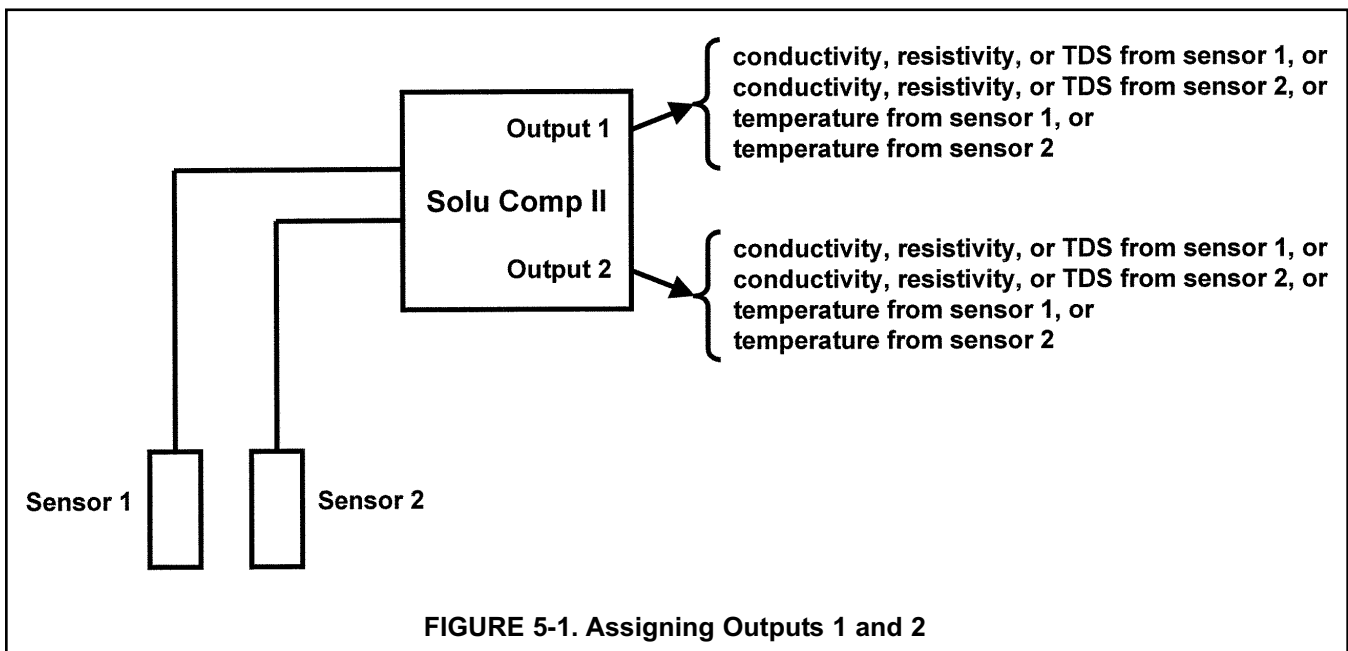 conductivity, resistivity, or TDS from sensor 1, or
conductivity, resistivity, or TDS from sensor 2, or
temperature from sensor 1, or
temperature from sensor 2
Output 1
Solu Comp II
Output 2
conductivity, resistivity, or TDS from sensor 1, or
conductivity, resistivity, or TDS from sensor 2, or
temperature from sensor 1, or
temperature from sensor 2
Sensor 1
Sensor 2
FIGURE 5-1. Assigning Outputs 1 and 2